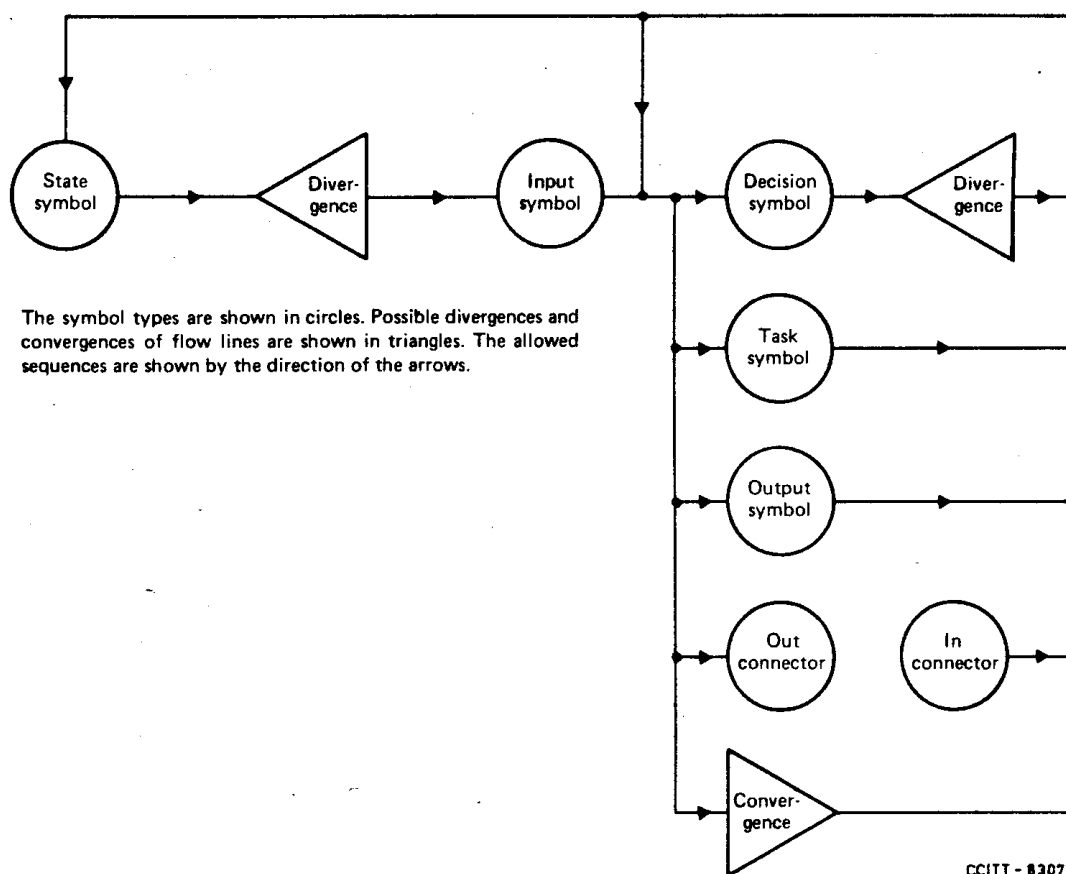 State
symbol
Diver-
gence
Input
symbol
Decision
symbol
Diver-
gence
The symbol types are shown in circles. Possible divergences and
convergences of flow lines are shown in triangles. The allowed
sequences are shown by the direction of the arrows.
Task
symbol
Output
symbol
Out
connector
In
connector
Conver-
gence
CCITT - 8307